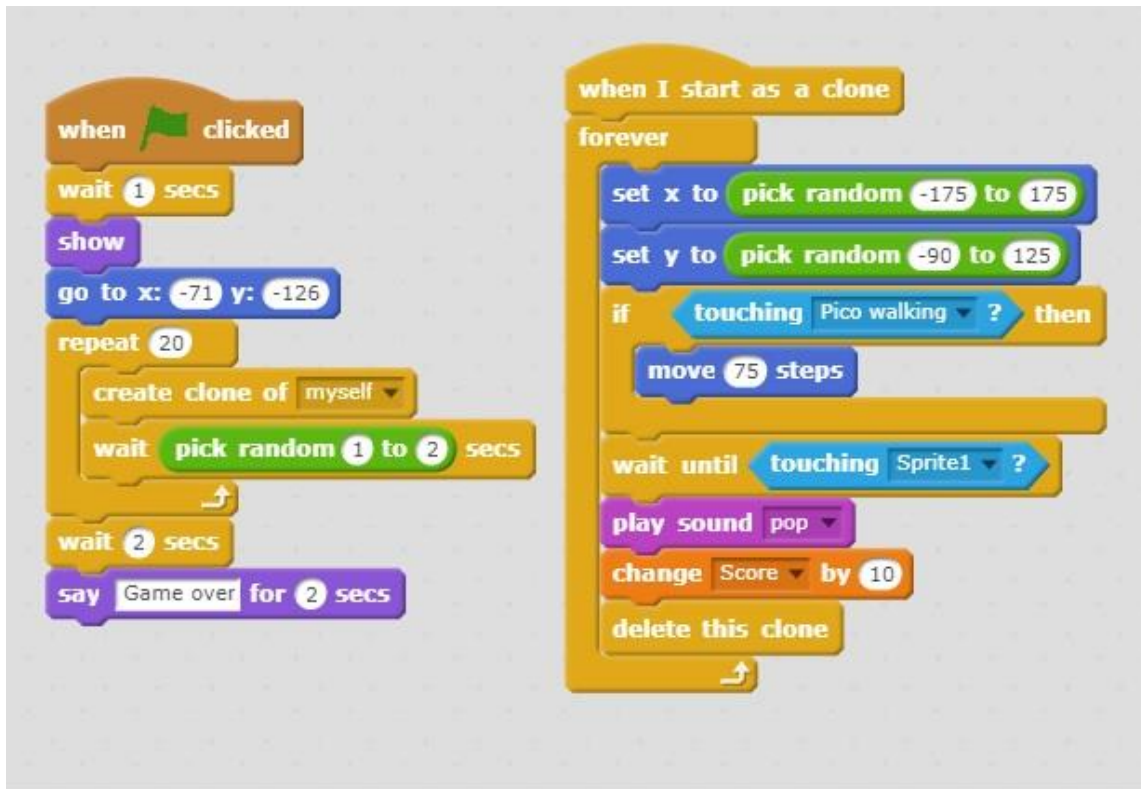 when clicked
wait 1 secs
show
go to x: -71 y: -126
repeat 20
create clone of myself
wait pick random 1 to 2 secs
wait 2 secs
say Game over for 2 secs
when I start as a clone
forever
set x to pick random -175 to 175
set y to pick random -90 to 125
if touching Pico walking ? then
move 75 steps
wait until touching Sprite1 ?
play sound pop
change Score by 10
delete this clone